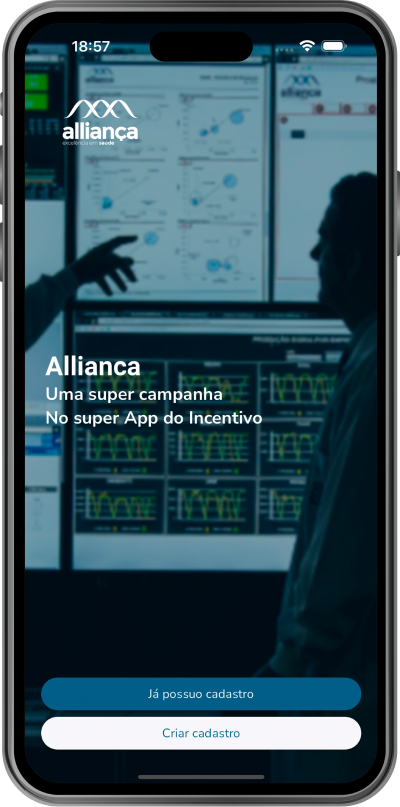 18:57
alliança
excelência em saúde
Allianca
Uma super campanha
No super App do Incentivo
Já possuo cadastro
Criar cadastro